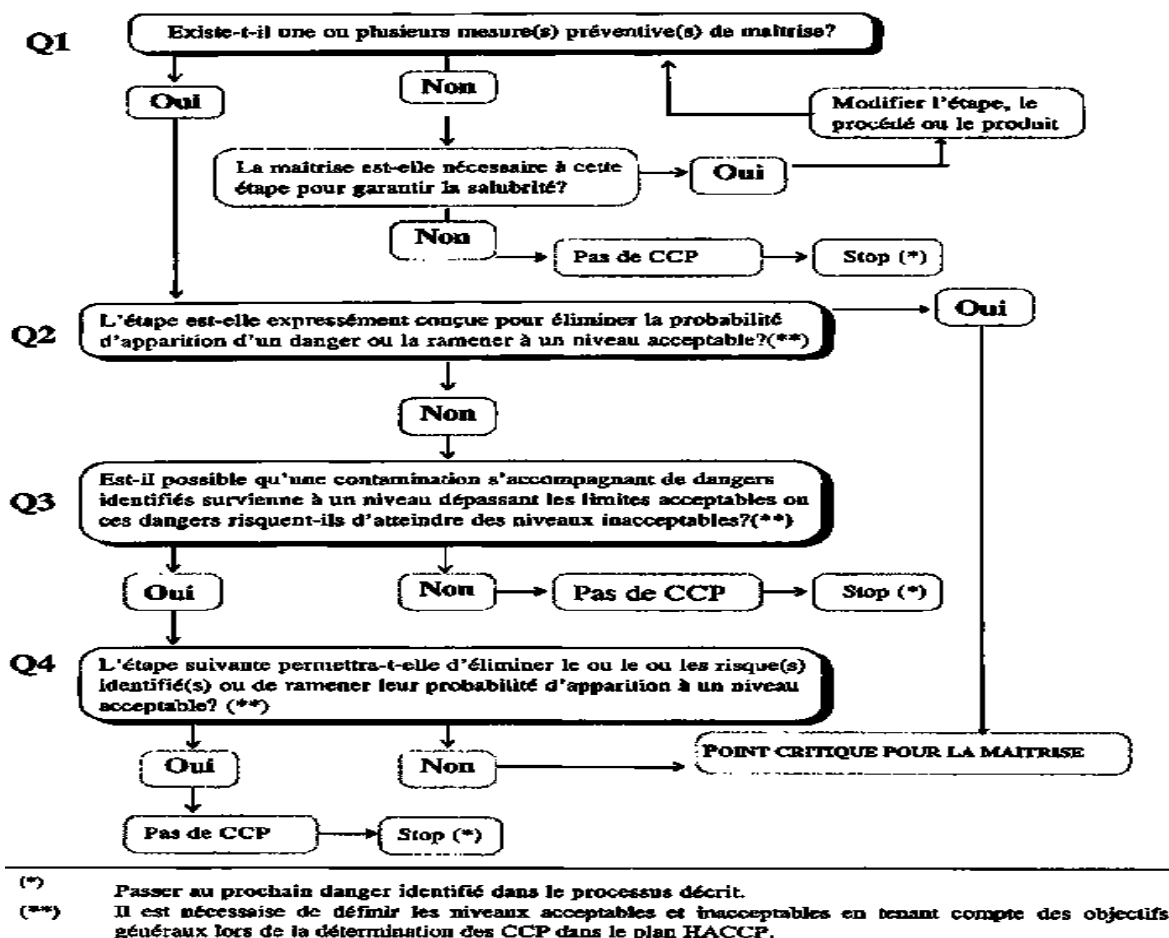 Q1
Existe-t-il une ou plusieurs mesure(s) préventive(s) de maîtrise?
Oui
Non
Modifier l'étape, le
procédé ou le produit
La maîtrise est-elle nécessaire à cette
étape pour garantir la salubrité?
Oui
Non
Pas de CCP
Stop (*)
Q2
L'étape est-elle expressément conçue pour éliminer la probabilité
d'apparition d'un danger ou la ramener à un niveau acceptable?(**)
Oui
Non
Q3
Est-il possible qu'une contamination s'accompagnant de dangers
identifiés survienne à un niveau dépassant les limites acceptables ou
ces dangers risquent-ils d'atteindre des niveaux inacceptables?(**)
Oui
Non
Pas de CCP
Stop (*)
Q4
L'étape suivante permettra-t-elle d'éliminer le ou le ou les risque(s)
identifié(s) ou de ramener leur probabilité d'apparition à un niveau
acceptable? (**)
Oui
Non
POINT CRITIQUE POUR LA MAITRISE
Pas de CCP
Stop (*)
(*) Passer au prochain danger identifié dans le processus décrit.
(**) Il est nécessaise de définir les niveaux acceptables et inacceptables en tenant compte des objectifs
généraux lors de la détermination des CCP dans le plan HACCP.